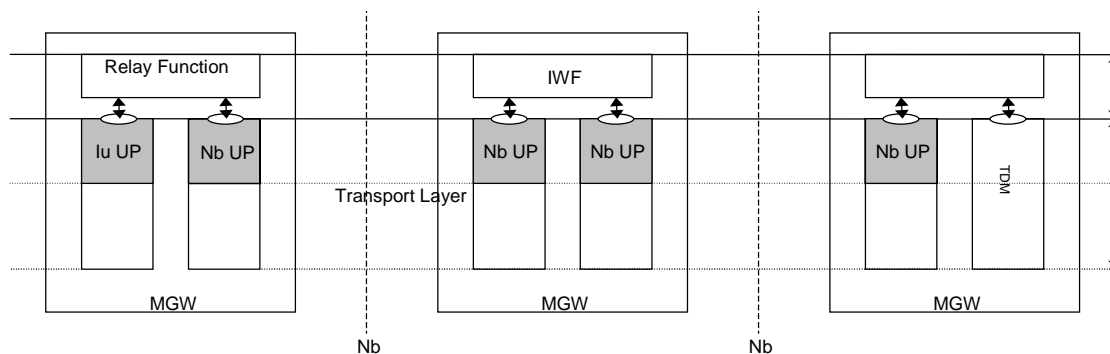 Relay Function
IWF
Iu UP
Nb UP
Nb UP
Nb UP
Nb UP
TDM
Transport Layer
MGW
MGW
MGW
Nb
Nb